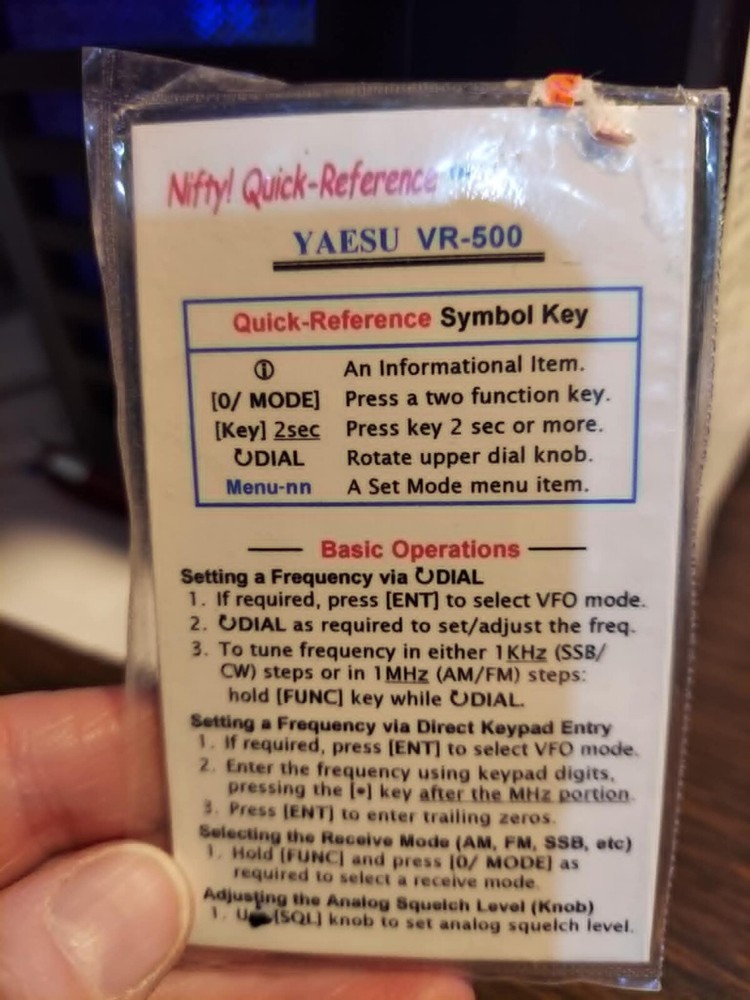 Nifty! Quick-Reference ™
YAESU VR-500
Quick-Reference Symbol Key
ⓘ An Informational Item.
[0/ MODE] Press a two function key.
[Key] 2sec Press key 2 sec or more.
↻DIAL Rotate upper dial knob.
Menu-nn A Set Mode menu item.
Basic Operations
Setting a Frequency via ↻DIAL
1. If required, press [ENT] to select VFO mode.
2. ↻DIAL as required to set/adjust the freq.
3. To tune frequency in either 1KHz (SSB/
CW) steps or in 1MHz (AM/FM) steps:
hold [FUNC] key while ↻DIAL.
Setting a Frequency via Direct Keypad Entry
1. If required, press [ENT] to select VFO mode.
2. Enter the frequency using keypad digits,
pressing the [•] key after the MHz portion.
3. Press [ENT] to enter trailing zeros.
Selecting the Receive Mode (AM, FM, SSB, etc)
1. Hold [FUNC] and press [0/ MODE] as
required to select a receive mode.
Adjusting the Analog Squelch Level (Knob)
1. [SQL] knob to set analog squelch level.